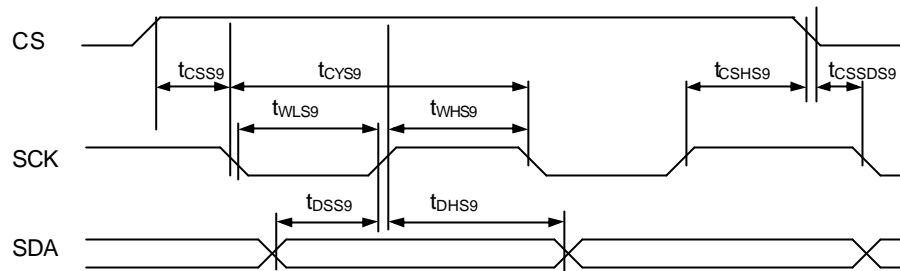 CS
tCSS9 tCYS9 tCSHS9 tCSSDS9
tWLS9 tWHS9
SCK
tDSS9 tDHS9
SDA